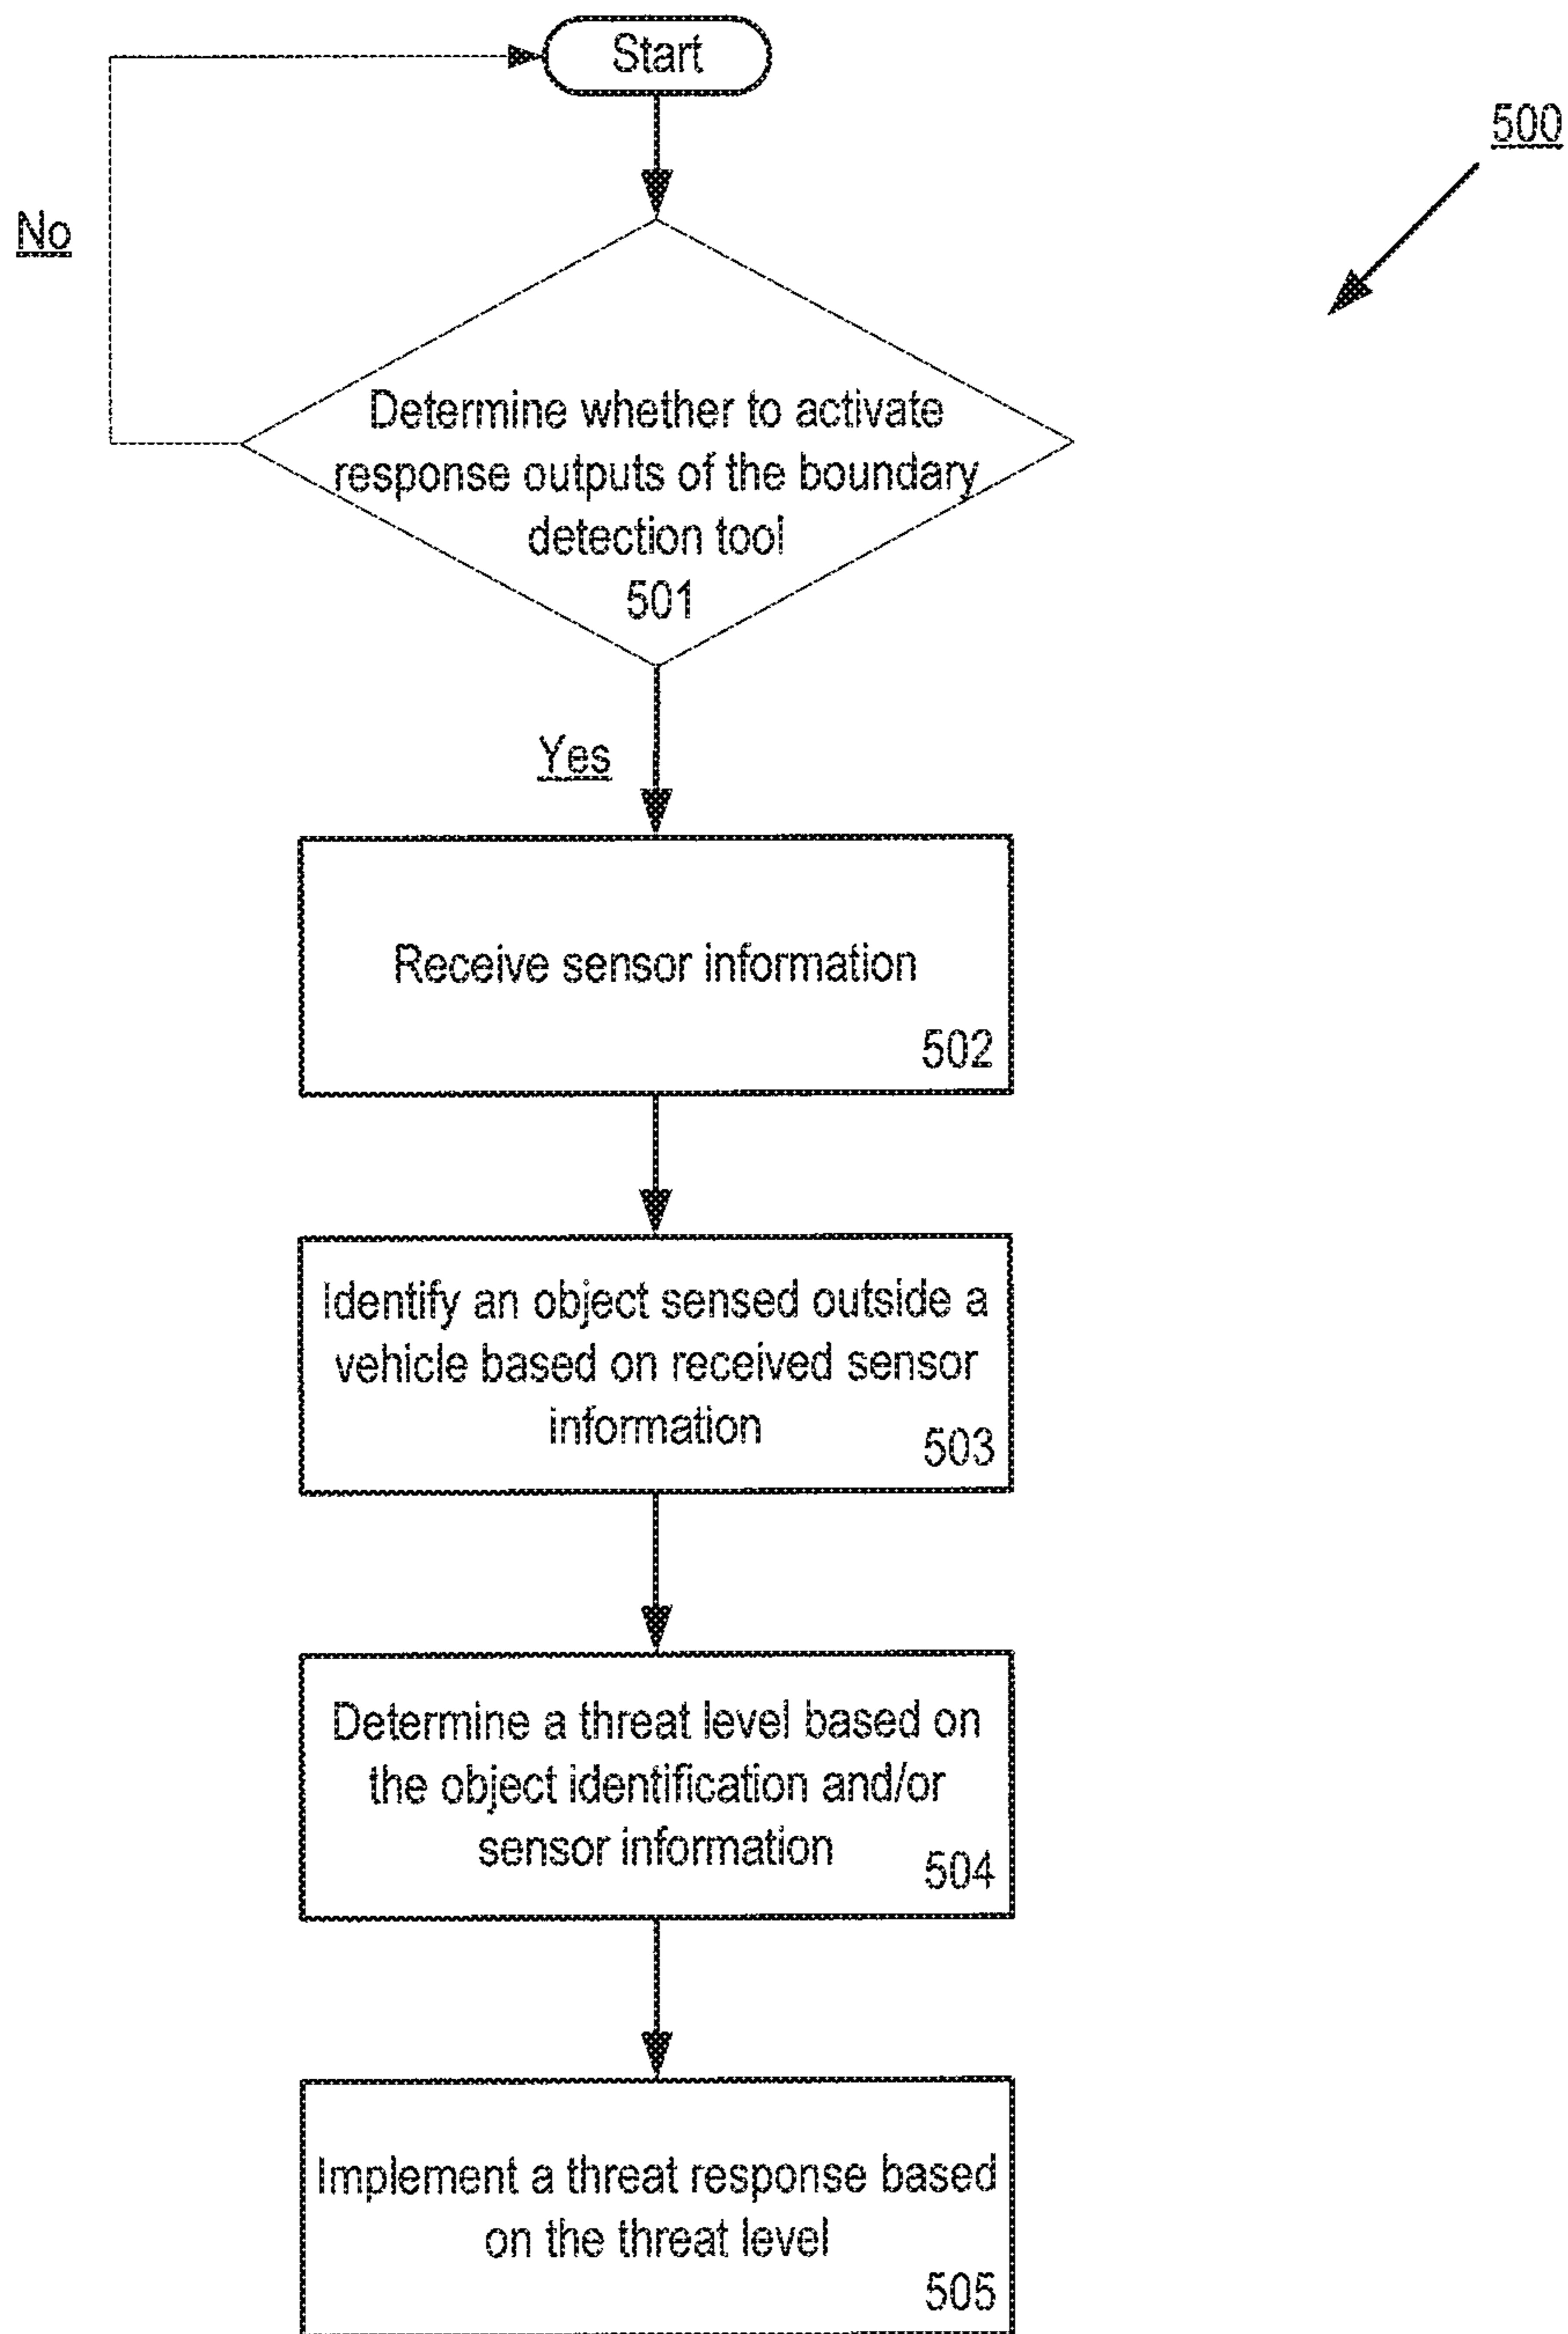 Start
500
No
Determine whether to activate
response outputs of the boundary
detection tool
501
Yes
Receive sensor information
502
Identify an object sensed outside a
vehicle based on received sensor
information
503
Determine a threat level based on
the object identification and/or
sensor information
504
Implement a threat response based
on the threat level
505